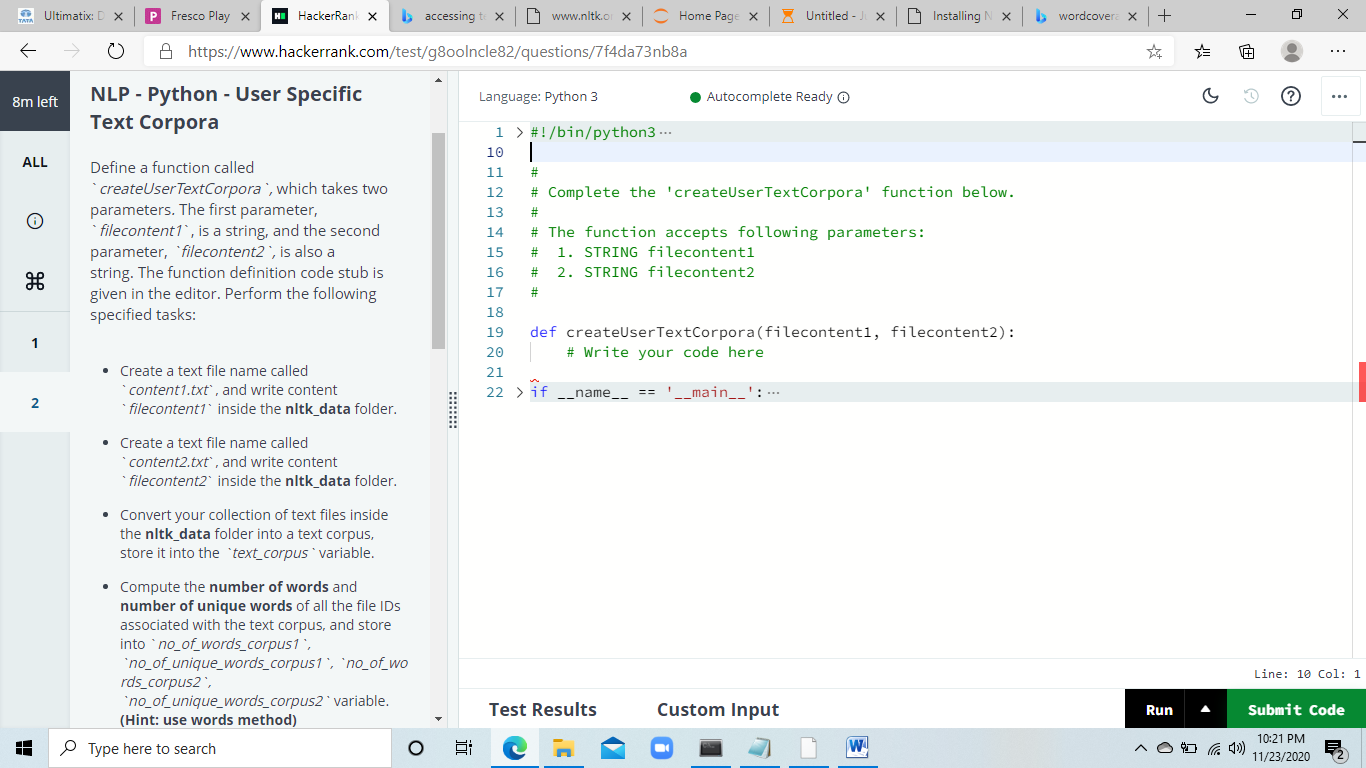 Ultimatix: D
Fresco Play
HackerRank
accessing t
www.nltk.or
Home Page
Untitled - J
Installing N
wordcovera
https://www.hackerrank.com/test/g8oolncle82/questions/7f4da73nb8a
8m left
ALL
1
2
NLP - Python - User Specific
Text Corpora
Define a function called
`createUserTextCorpora`, which takes two
parameters. The first parameter,
`filecontent1`, is a string, and the second
parameter, `filecontent2`, is also a
string. The function definition code stub is
given in the editor. Perform the following
specified tasks:
• Create a text file name called
`content1.txt`, and write content
`filecontent1` inside the nltk_data folder.
• Create a text file name called
`content2.txt`, and write content
`filecontent2` inside the nltk_data folder.
• Convert your collection of text files inside
the nltk_data folder into a text corpus,
store it into the `text_corpus` variable.
• Compute the number of words and
number of unique words of all the file IDs
associated with the text corpus, and store
into `no_of_words_corpus1`,
`no_of_unique_words_corpus1`, `no_of_wo
rds_corpus2`,
`no_of_unique_words_corpus2` variable.
(Hint: use words method)
Language: Python 3
Autocomplete Ready
1 #!/bin/python3 ···
10
11 #
12 # Complete the 'createUserTextCorpora' function below.
13 #
14 # The function accepts following parameters:
15 #  1. STRING filecontent1
16 #  2. STRING filecontent2
17 #
18
19 def createUserTextCorpora(filecontent1, filecontent2):
20     # Write your code here
21
22 if __name__ == '__main__': ···
Line: 10 Col: 1
Test Results
Custom Input
Run
Submit Code
Type here to search
10:21 PM
11/23/2020
2